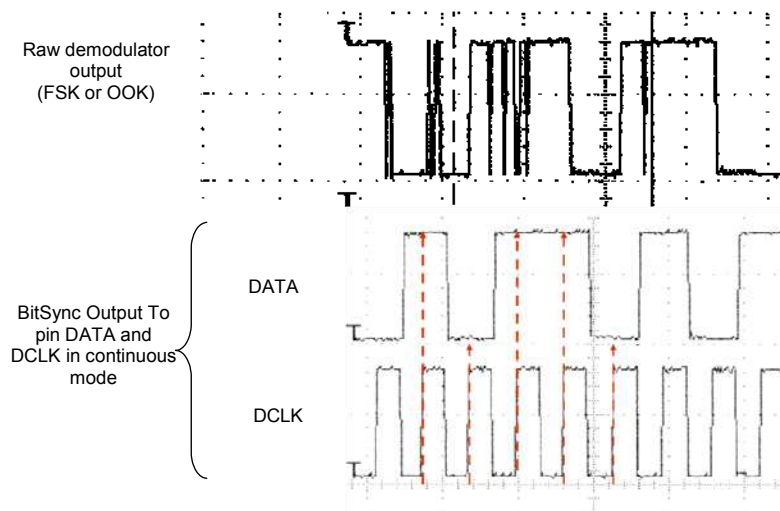 Raw demodulator
output
(FSK or OOK)
DATA
BitSync Output To
pin DATA and
DCLK in continuous
mode
DCLK